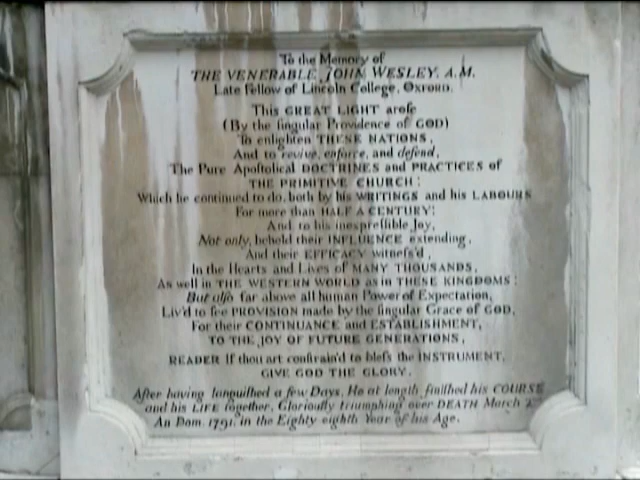 To the Memory of
THE VENERABLE JOHN WESLEY, A.M.
Late Fellow of Lincoln College, OXFORD.
This GREAT LIGHT aroſe
(By the ſingular Providence of GOD)
To enlighten THESE NATIONS,
And to revive, enforce, and defend,
The Pure Apoſtolical DOCTRINES and PRACTICES of
THE PRIMITIVE CHURCH:
Which he continued to do, both by his WRITINGS and his LABOURS
For more than HALF A CENTURY:
And to his inexpreſſible Joy,
Not only, beheld their INFLUENCE extending,
And their EFFICACY witneſs'd,
In the Hearts and Lives of MANY THOUSANDS,
As well in THE WESTERN WORLD as in THESE KINGDOMS:
But alſo far above all human Power of Expectation,
Liv'd to ſee PROVISION made by the ſingular Grace of GOD,
For their CONTINUANCE and ESTABLISHMENT,
TO THE JOY OF FUTURE GENERATIONS,
READER If thou art conſtrain'd to bleſs the INSTRUMENT,
GIVE GOD THE GLORY.
After having languiſhed a few Days, He at length finiſhed his COURSE
and his LIFE together, Gloriouſly triumphing over DEATH March
An Dom. 1791. in the Eighty eighth Year of his Age.